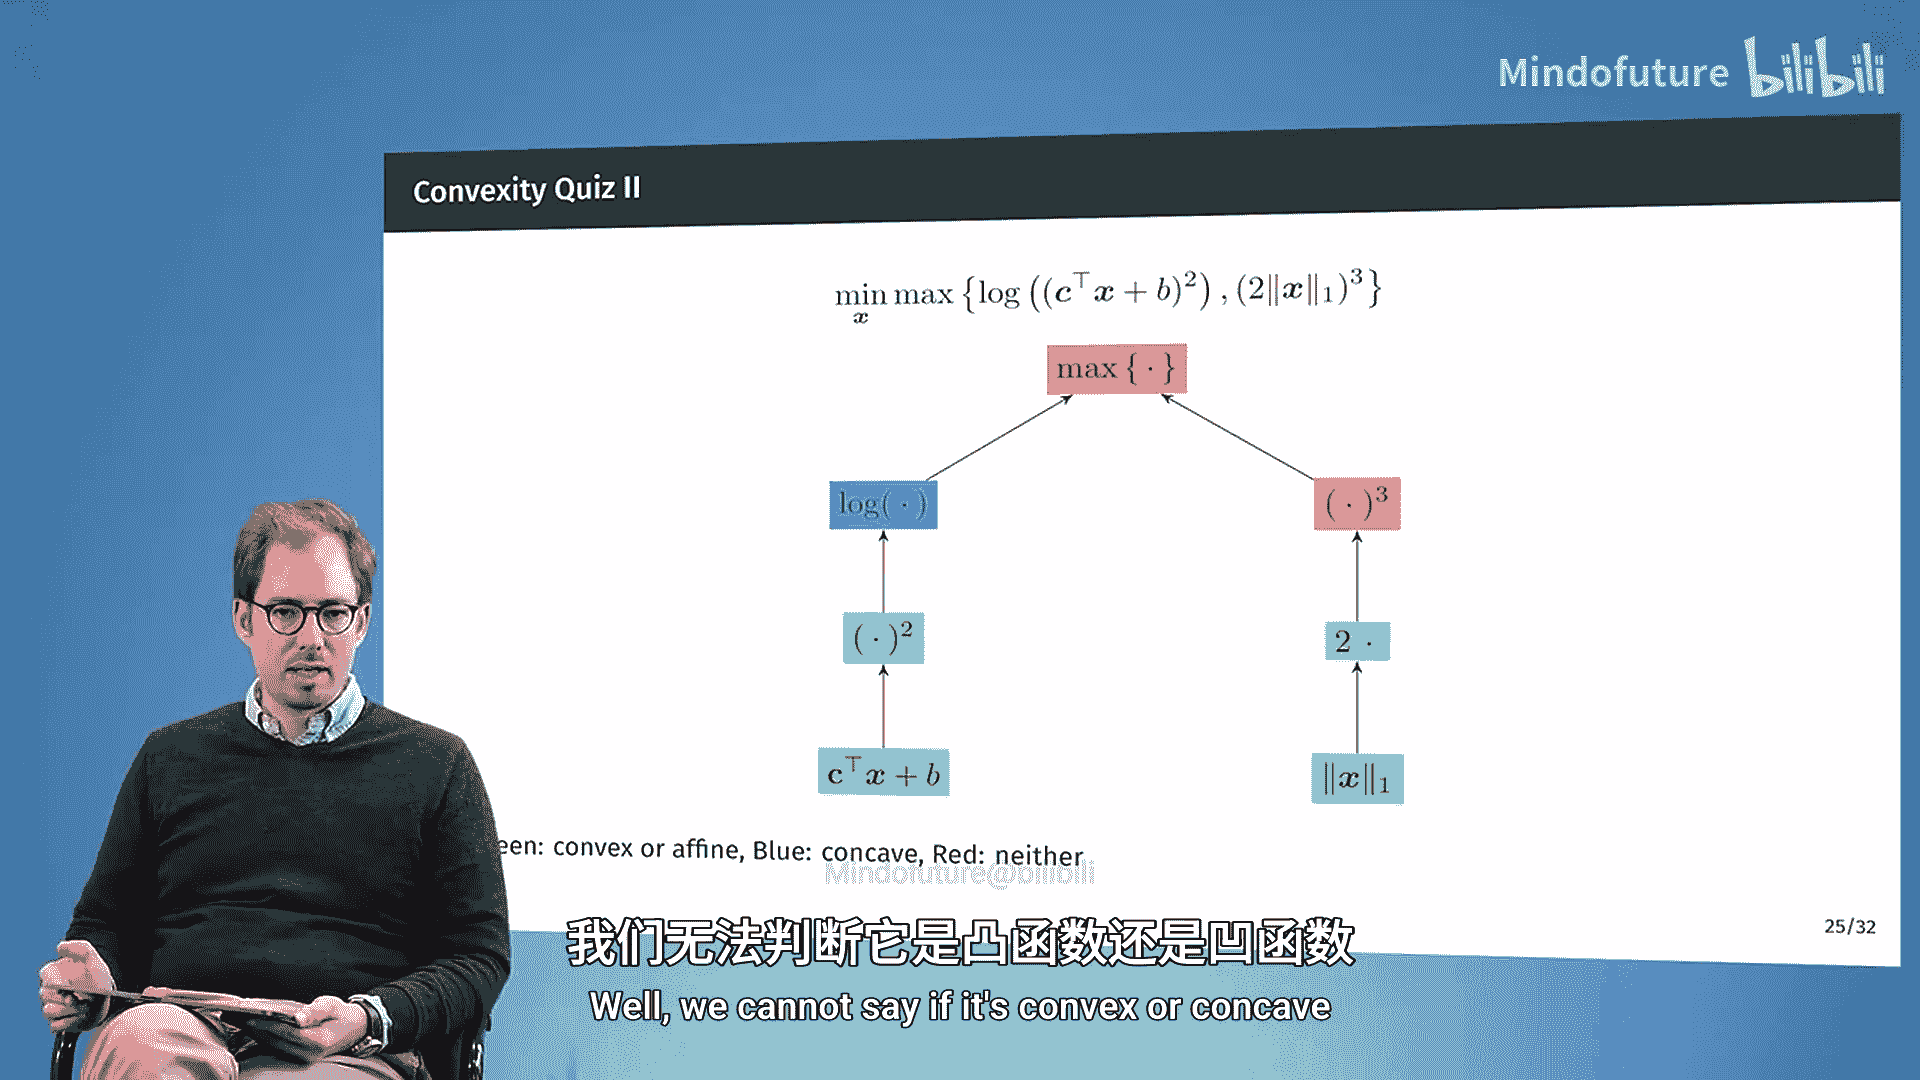 Mindofuture bilibili
Convexity Quiz II
min max {log ((c⊤x + b)²), (2‖x‖₁)³}
x
max { · }
log( · )
( · )³
( · )²
2 ·
c⊤x + b
‖x‖₁
een: convex or affine, Blue: concave, Red: neither
Mindofuture@bilibili
25/32
我们无法判断它是凸函数还是凹函数
Well, we cannot say if it's convex or concave